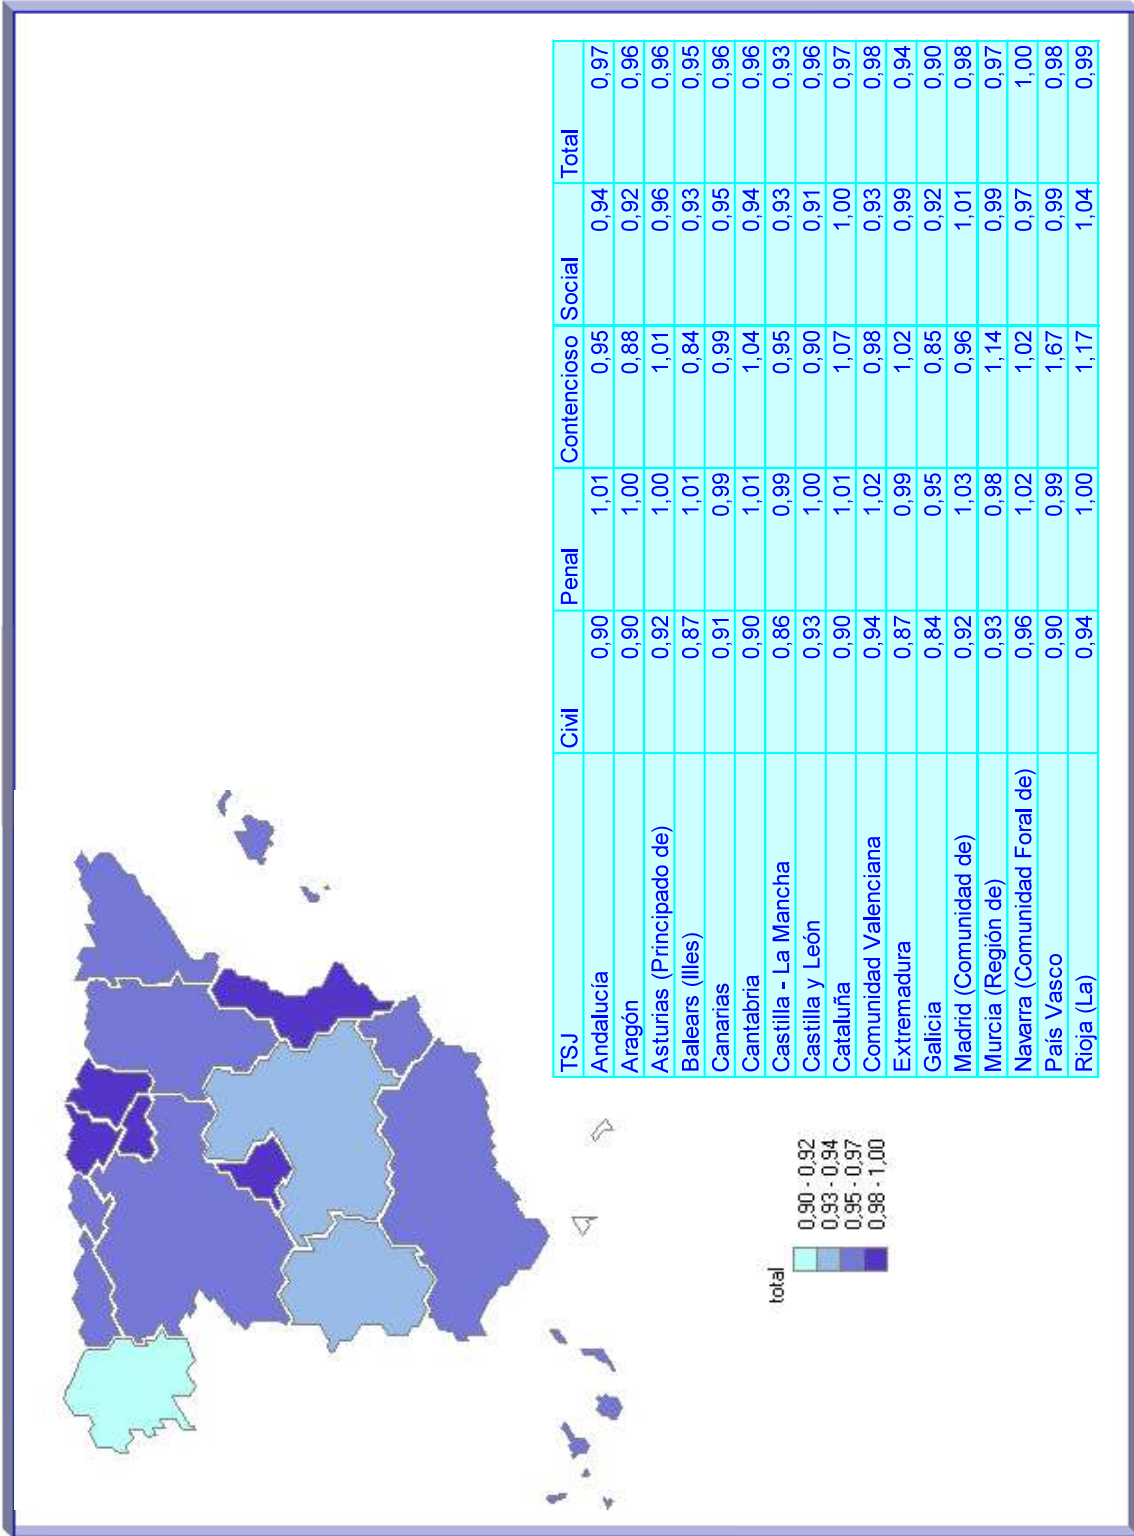 TSJ Civil Penal Contencioso Social Total
Andalucía 0,90 1,01 0,95 0,94 0,97
Aragón 0,90 1,00 0,88 0,92 0,96
Asturias (Principado de) 0,92 1,00 1,01 0,96 0,96
Balears (Illes) 0,87 1,01 0,84 0,93 0,95
Canarias 0,91 0,99 0,99 0,95 0,96
Cantabria 0,90 1,01 1,04 0,94 0,96
Castilla - La Mancha 0,86 0,99 0,95 0,93 0,93
Castilla y León 0,93 1,00 0,90 0,91 0,96
Cataluña 0,90 1,01 1,07 1,00 0,97
Comunidad Valenciana 0,94 1,02 0,98 0,93 0,98
Extremadura 0,87 0,99 1,02 0,99 0,94
Galicia 0,84 0,95 0,85 0,92 0,90
Madrid (Comunidad de) 0,92 1,03 0,96 1,01 0,98
Murcia (Región de) 0,93 0,98 1,14 0,99 0,97
Navarra (Comunidad Foral de) 0,96 1,02 1,02 0,97 1,00
País Vasco 0,90 0,99 1,67 0,99 0,98
Rioja (La) 0,94 1,00 1,17 1,04 0,99
total
0,90 - 0,92
0,93 - 0,94
0,95 - 0,97
0,98 - 1,00